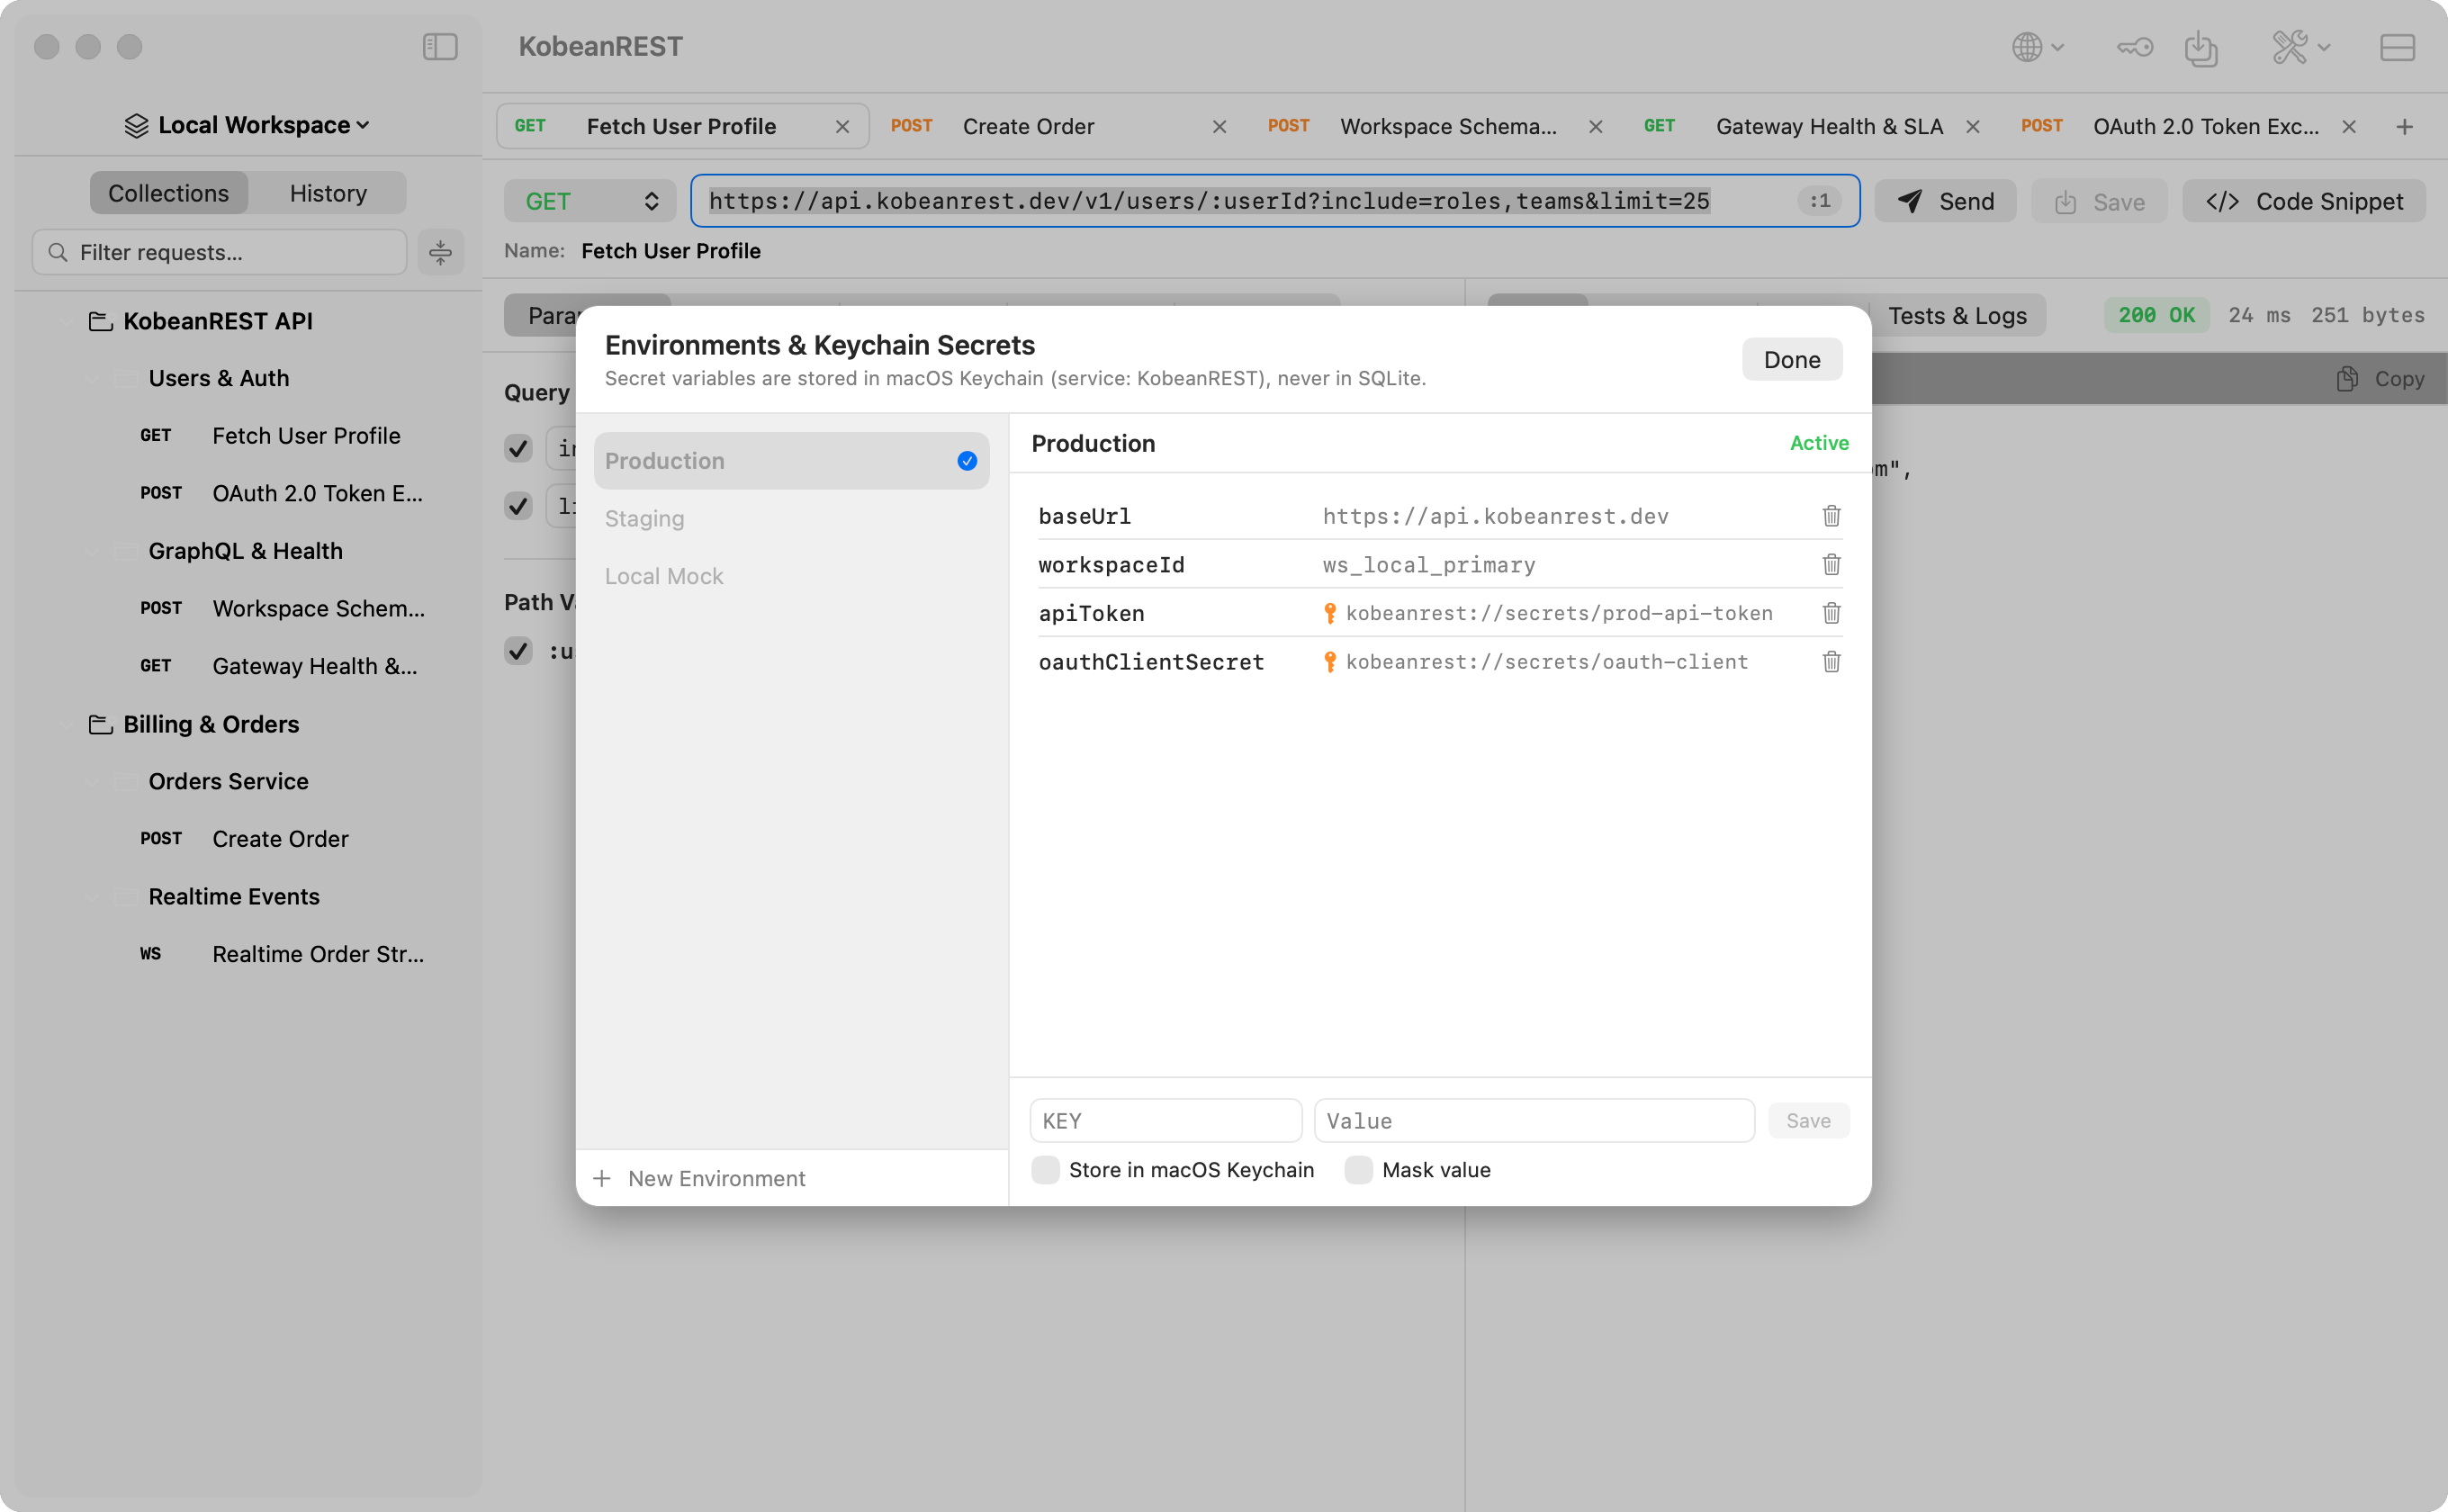 KobeanREST
Local Workspace
GET Fetch User Profile
POST Create Order
POST Workspace Schema...
GET Gateway Health & SLA
POST OAuth 2.0 Token Exc...
Collections
History
GET
https://api.kobeanrest.dev/v1/users/:userId?include=roles,teams&limit=25
:1
Send
Save
Code Snippet
Filter requests...
Name: Fetch User Profile
KobeanREST API
Users & Auth
GET Fetch User Profile
POST OAuth 2.0 Token E...
GraphQL & Health
POST Workspace Schem...
GET Gateway Health &...
Billing & Orders
Orders Service
POST Create Order
Realtime Events
WS Realtime Order Str...
Tests & Logs
200 OK 24 ms 251 bytes
Copy
Query
Environments & Keychain Secrets
Secret variables are stored in macOS Keychain (service: KobeanREST), never in SQLite.
Done
Production
Staging
Local Mock
New Environment
Production
Active
baseUrl https://api.kobeanrest.dev
workspaceId ws_local_primary
apiToken kobeanrest://secrets/prod-api-token
oauthClientSecret kobeanrest://secrets/oauth-client
KEY
Value
Save
Store in macOS Keychain
Mask value